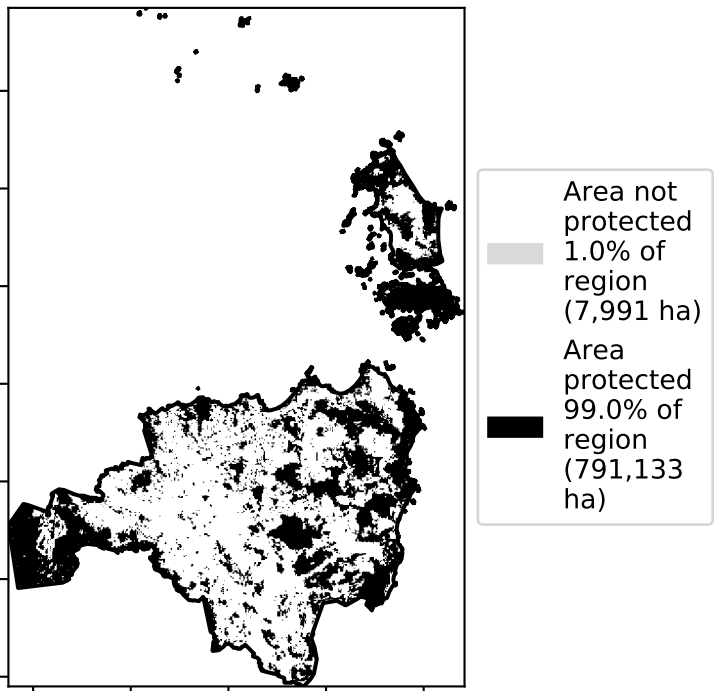 Area not
protected
1.0% of
region
(7,991 ha)
Area
protected
99.0% of
region
(791,133
ha)